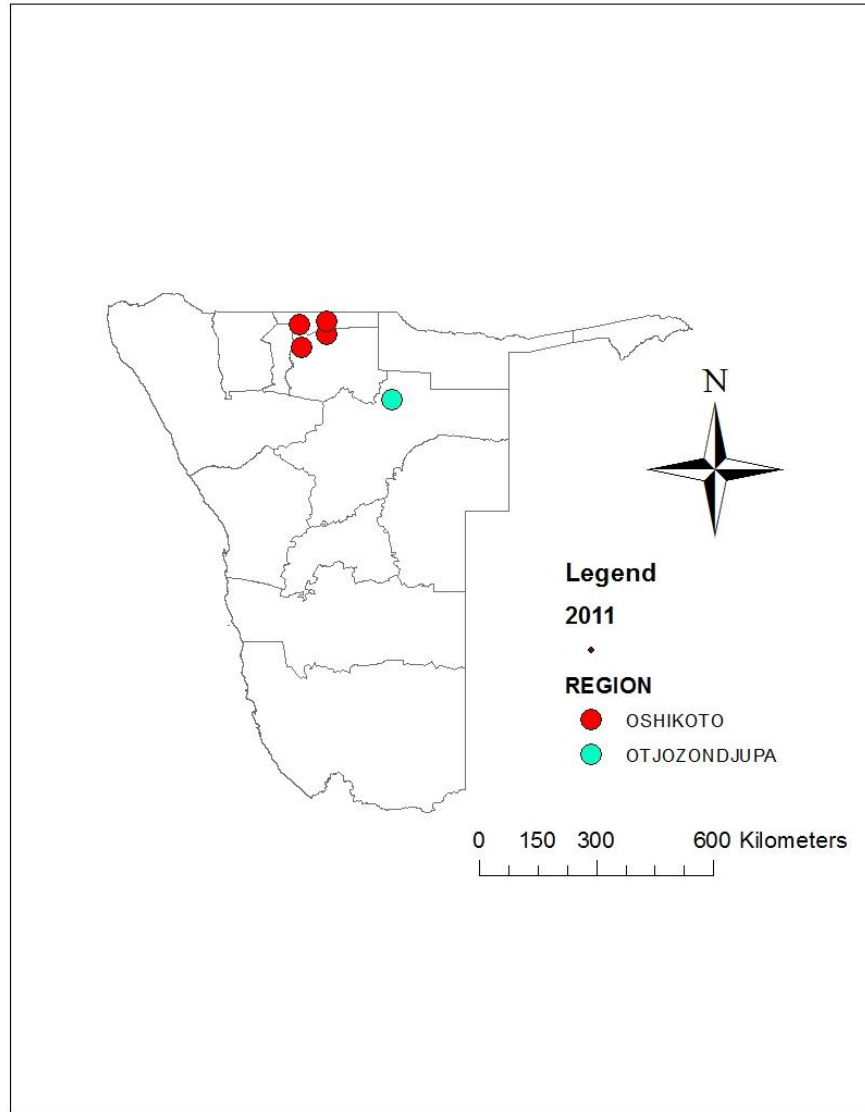 N
Legend
2011
REGION
OSHIKOTO
OTJOZONDJUPA
0 150 300 600 Kilometers